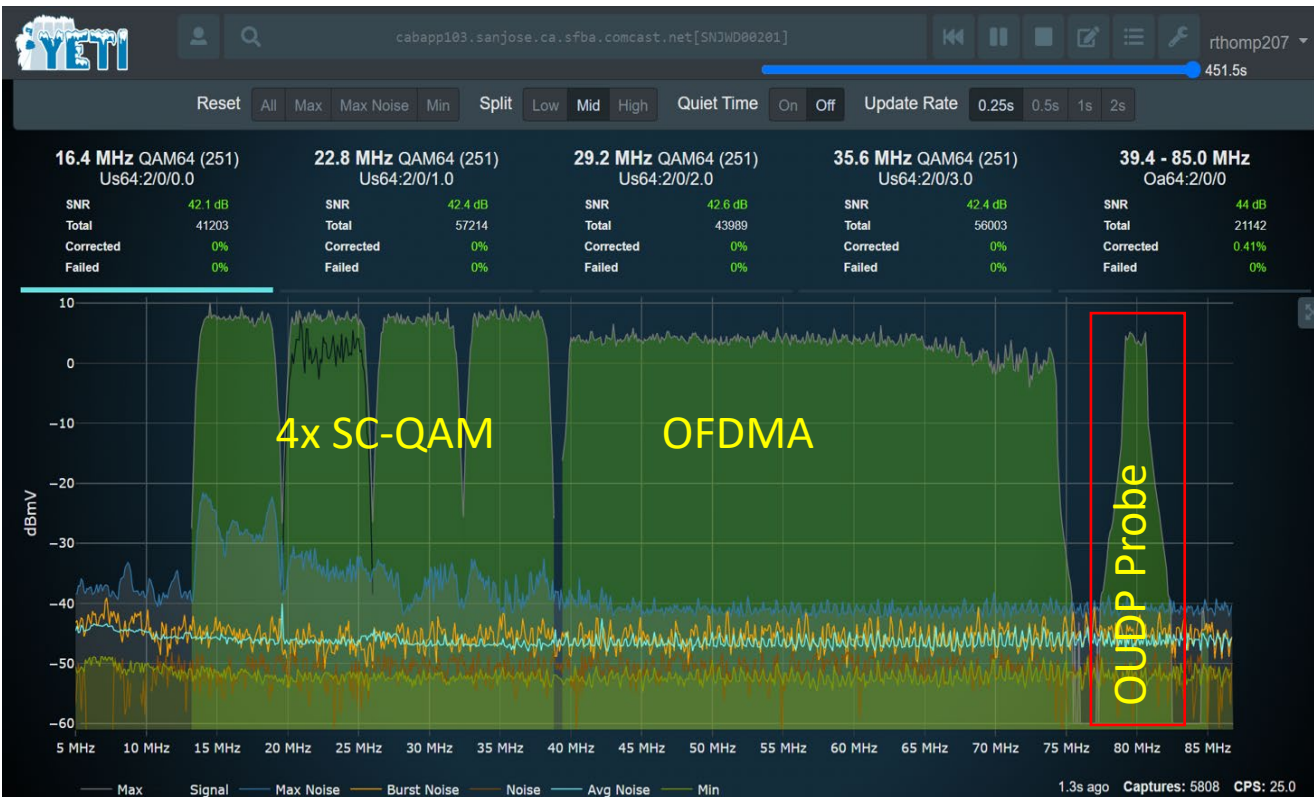 YETI
cabapp103.sanjose.ca.sfba.comcast.net[SNJWD00201]
rthomp207
451.5s
Reset All Max Max Noise Min Split Low Mid High Quiet Time On Off Update Rate 0.25s 0.5s 1s 2s
16.4 MHz QAM64 (251)
Us64:2/0/0.0
SNR 42.1 dB
Total 41203
Corrected 0%
Failed 0%
22.8 MHz QAM64 (251)
Us64:2/0/1.0
SNR 42.4 dB
Total 57214
Corrected 0%
Failed 0%
29.2 MHz QAM64 (251)
Us64:2/0/2.0
SNR 42.6 dB
Total 43989
Corrected 0%
Failed 0%
35.6 MHz QAM64 (251)
Us64:2/0/3.0
SNR 42.4 dB
Total 56003
Corrected 0%
Failed 0%
39.4 - 85.0 MHz
Oa64:2/0/0
SNR 44 dB
Total 21142
Corrected 0.41%
Failed 0%
10
0
−10
−20
−30
−40
−50
−60
dBmV
4x SC-QAM
OFDMA
OUDP Probe
5 MHz 10 MHz 15 MHz 20 MHz 25 MHz 30 MHz 35 MHz 40 MHz 45 MHz 50 MHz 55 MHz 60 MHz 65 MHz 70 MHz 75 MHz 80 MHz 85 MHz
Max Signal Max Noise Burst Noise Noise Avg Noise Min
1.3s ago Captures: 5808 CPS: 25.0